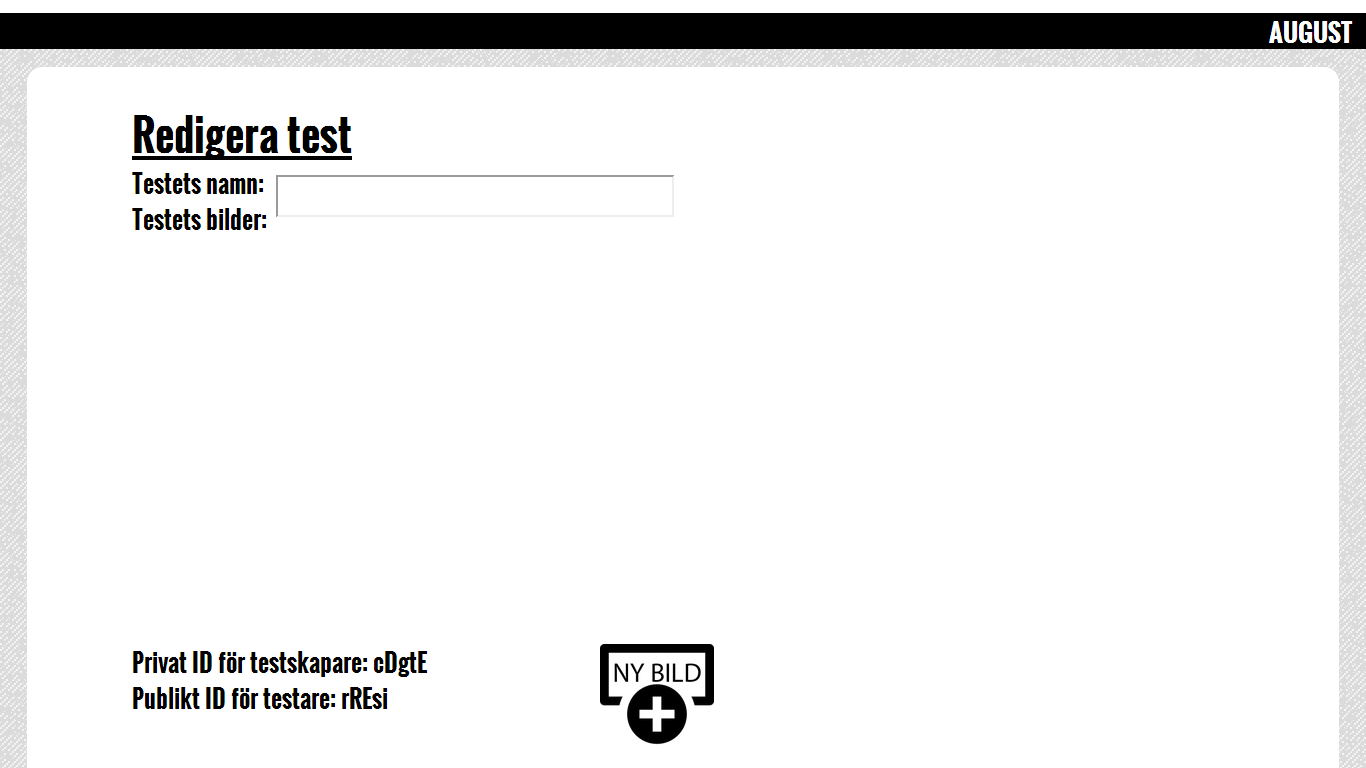 AUGUST
Redigera test
Testets namn:
Testets bilder:
Privat ID för testskapare: cDgtE
Publikt ID för testare: rREsi
NY BILD